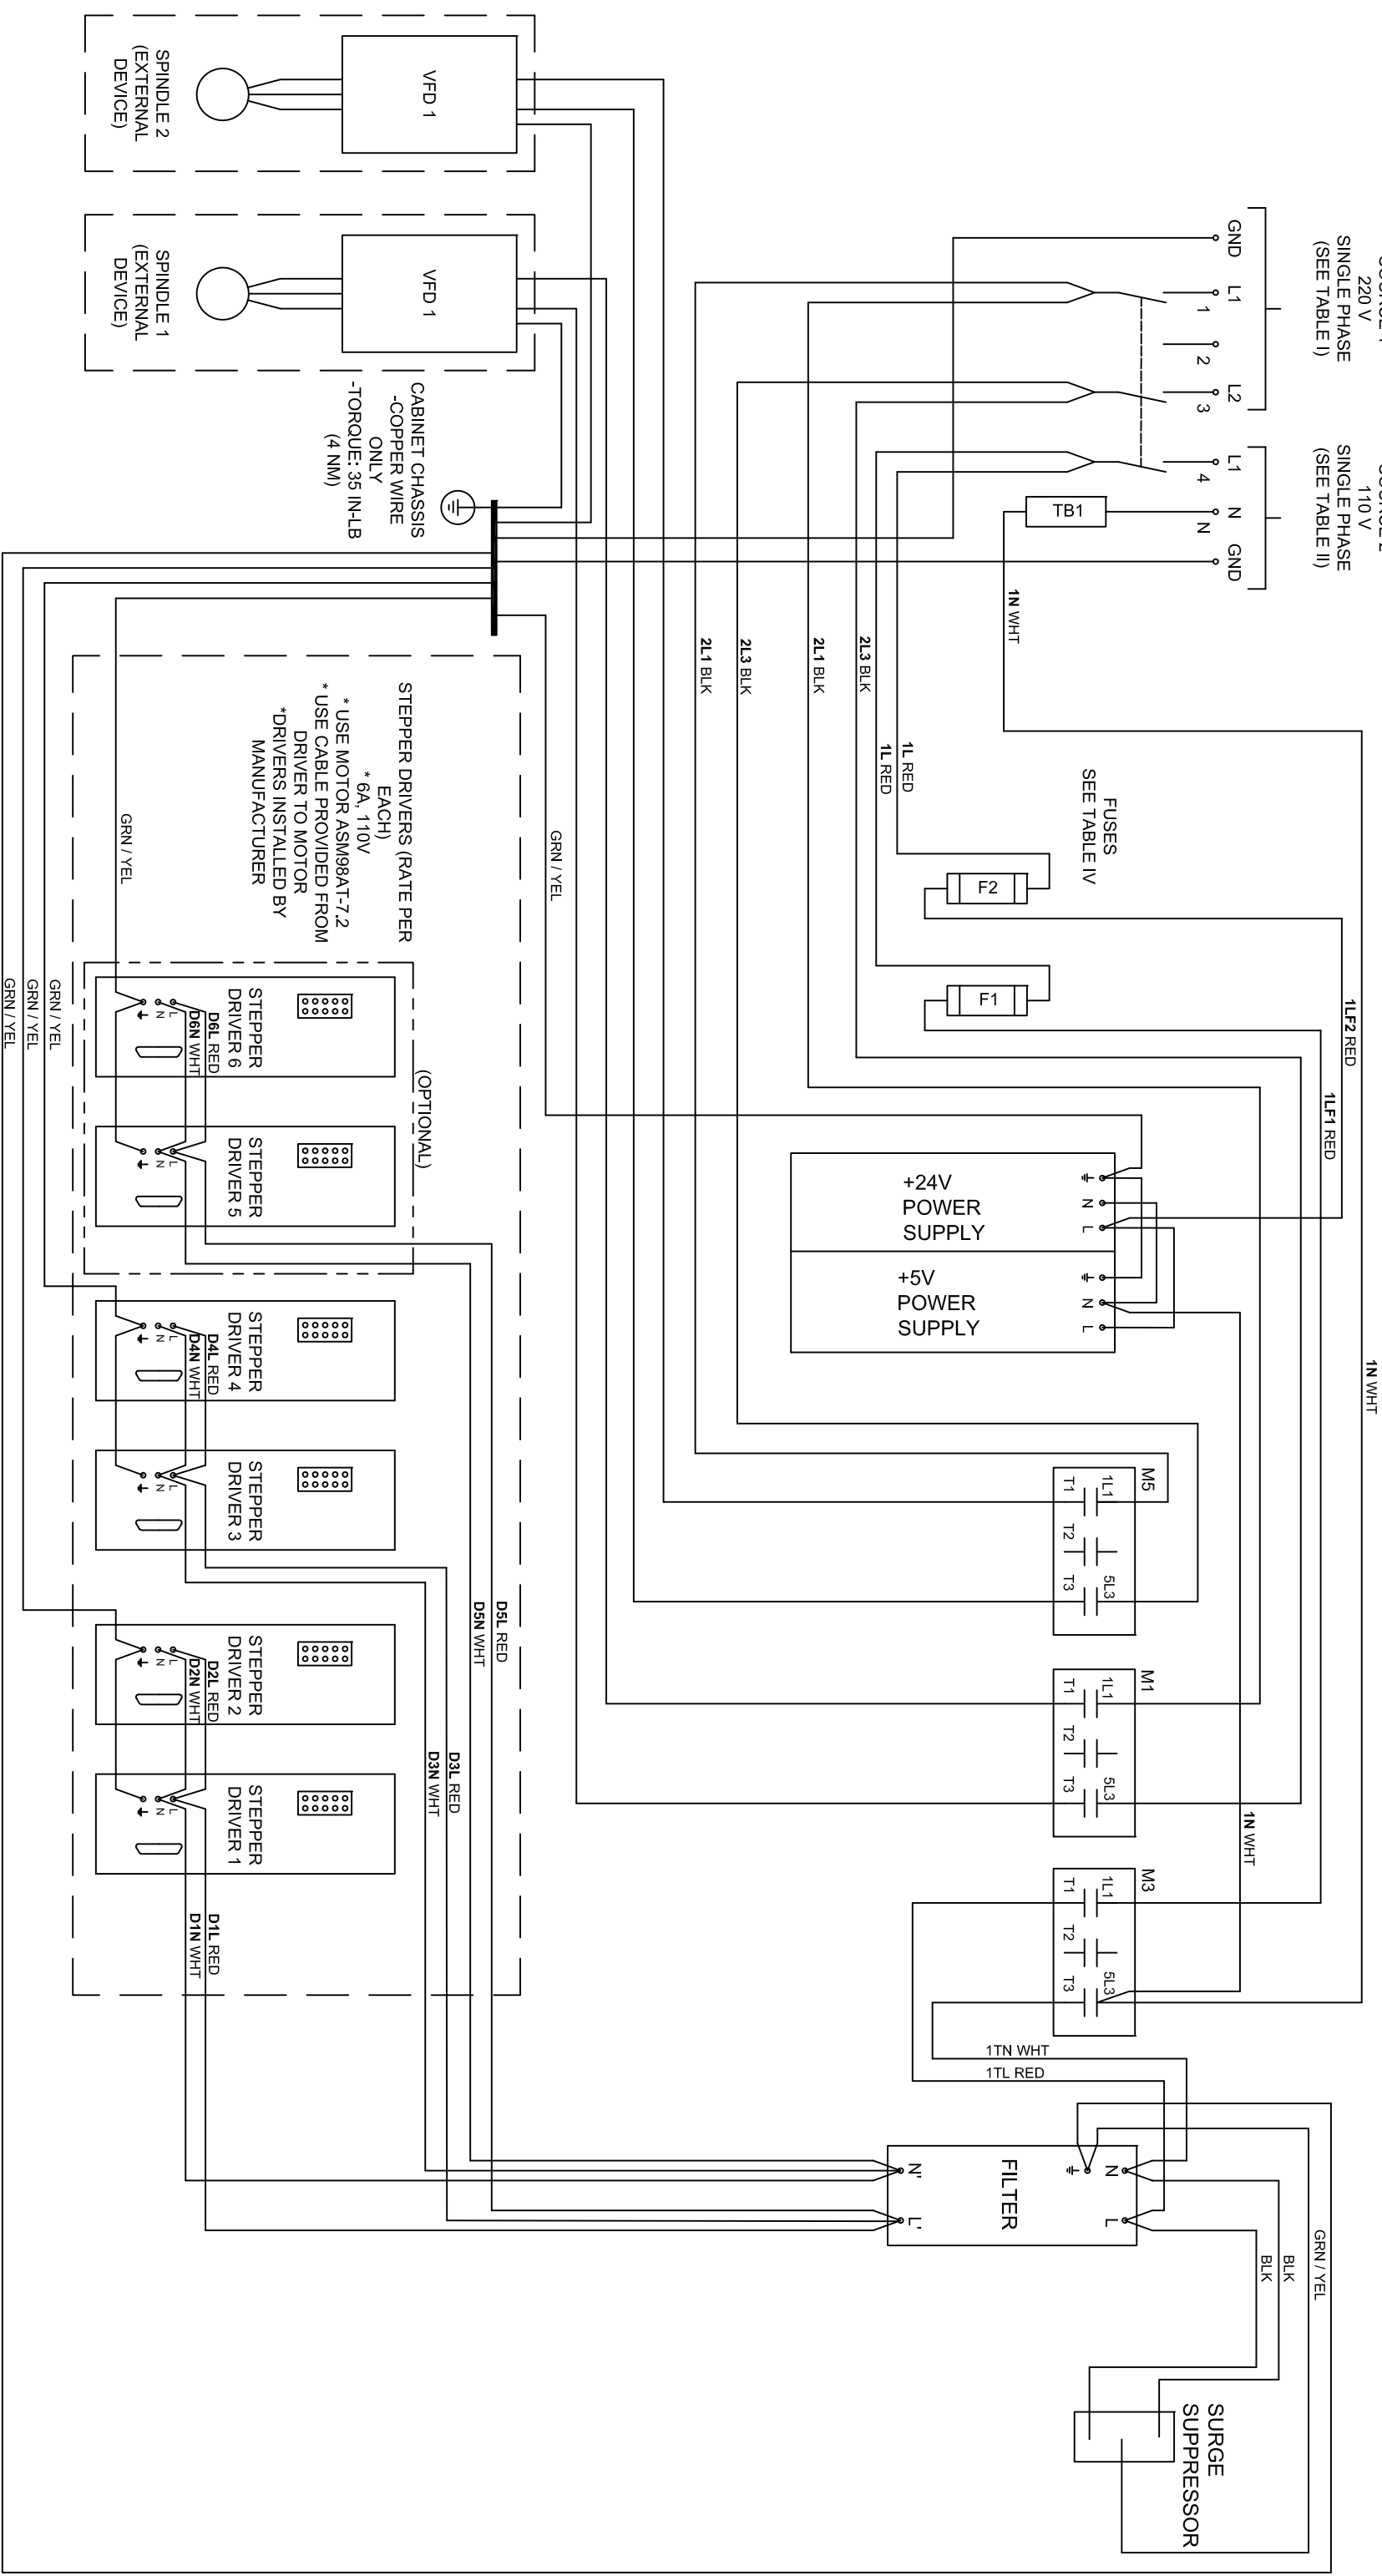 220 V
SINGLE PHASE
(SEE TABLE I)
110 V
SINGLE PHASE
(SEE TABLE II)
GND
L1
L2
L1
N
GND
1
2
3
4
N
TB1
1N WHT
2L1 BLK
2L3 BLK
2L1 BLK
2L3 BLK
1L RED
1L RED
FUSES
SEE TABLE IV
F2
F1
1LF2 RED
1LF1 RED
1N WHT
VFD 1
SPINDLE 2
(EXTERNAL
DEVICE)
VFD 1
SPINDLE 1
(EXTERNAL
DEVICE)
CABINET CHASSIS
-COPPER WIRE
ONLY
-TORQUE: 35 IN-LB
(4 NM)
GRN / YEL
GRN / YEL
GRN / YEL
GRN / YEL
GRN / YEL
STEPPER DRIVERS (RATE PER
EACH)
* 6A, 110V
* USE MOTOR ASM98AT-7.2
* USE CABLE PROVIDED FROM
DRIVER TO MOTOR
*DRIVERS INSTALLED BY
MANUFACTURER
(OPTIONAL)
STEPPER
DRIVER 6
L
N
D6L RED
D6N WHT
STEPPER
DRIVER 5
L
N
STEPPER
DRIVER 4
L
N
D4L RED
D4N WHT
STEPPER
DRIVER 3
L
N
STEPPER
DRIVER 2
L
N
D2L RED
D2N WHT
STEPPER
DRIVER 1
L
N
D5L RED
D5N WHT
D3L RED
D3N WHT
D1L RED
D1N WHT
+24V
POWER
SUPPLY
N
L
+5V
POWER
SUPPLY
N
L
M5
1L1
5L3
T1
T2
T3
M1
1L1
5L3
T1
T2
T3
1N WHT
M3
1L1
5L3
T1
T2
T3
1TN WHT
1TL RED
FILTER
N
L
N'
L'
GRN / YEL
BLK
BLK
SURGE
SUPPRESSOR